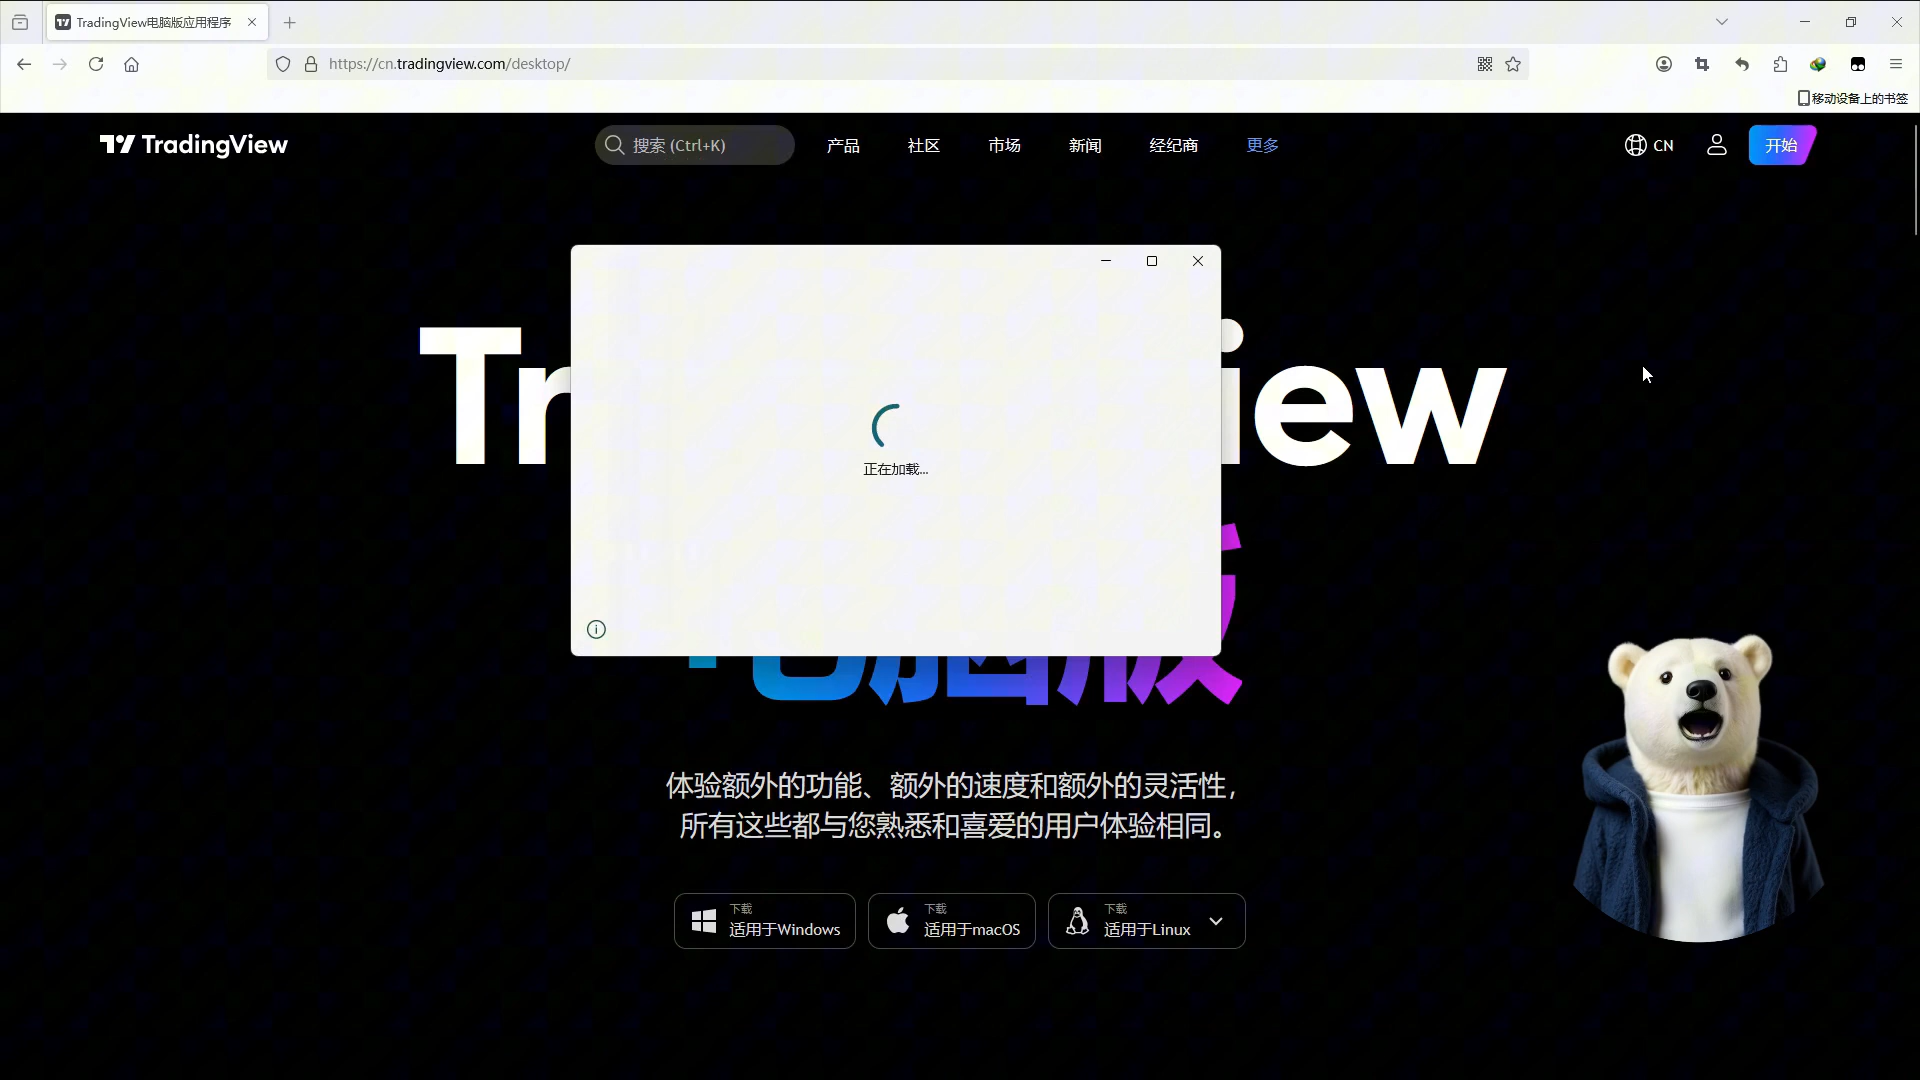 TradingView电脑版应用程序
https://cn.tradingview.com/desktop/
移动设备上的书签
TradingView
搜索 (Ctrl+K)
产品
社区
市场
新闻
经纪商
更多
CN
开始
正在加载...
体验额外的功能、额外的速度和额外的灵活性，
所有这些都与您熟悉和喜爱的用户体验相同。
下载
适用于Windows
下载
适用于macOS
下载
适用于Linux